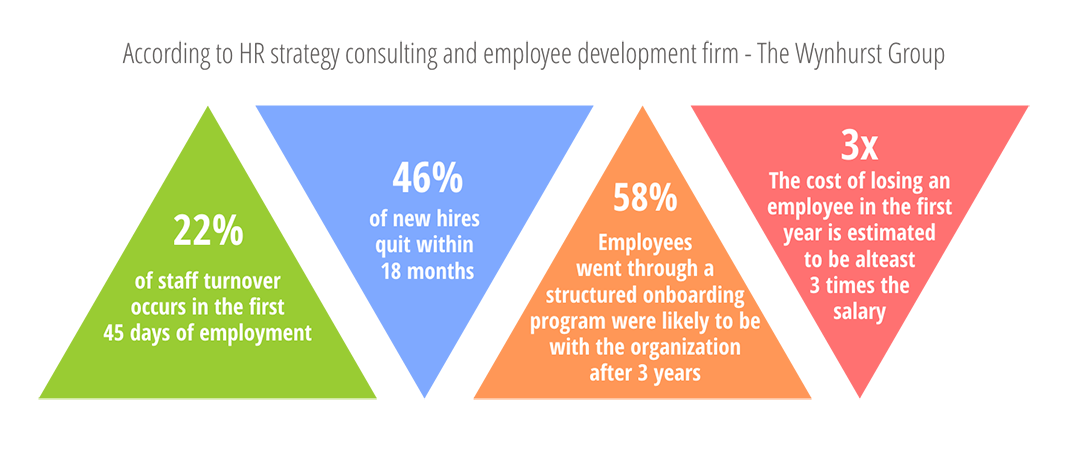 According to HR strategy consulting and employee development firm - The Wynhurst Group
22%
of staff turnover
occurs in the first
45 days of employment
46%
of new hires
quit within
18 months
58%
Employees
went through a
structured onboarding
program were likely to be
with the organization
after 3 years
3x
The cost of losing an
employee in the first
year is estimated
to be alteast
3 times the
salary